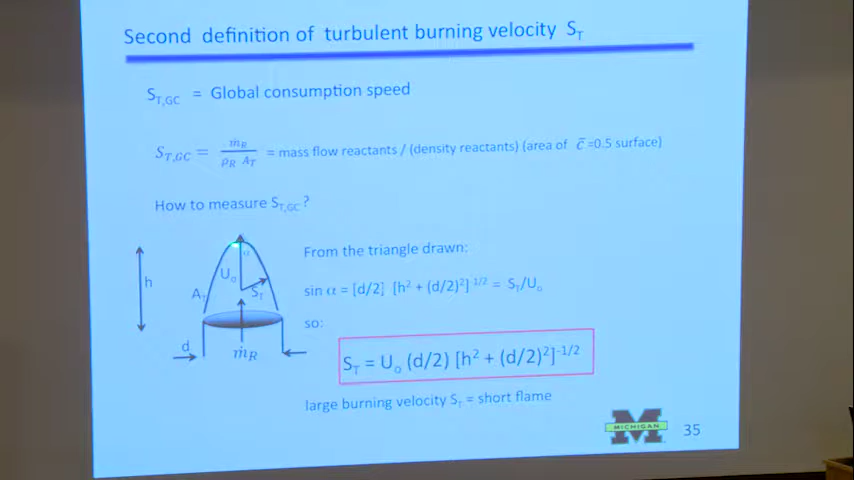 Second definition of turbulent burning velocity S_T
S_T,GC = Global consumption speed
S_T,GC = ṁ_R / ρ_R A_T = mass flow reactants / (density reactants) (area of c̅ =0.5 surface)
How to measure S_T,GC?
From the triangle drawn:
h
α
U_o
S_T
A_T
sin α = [d/2] [h² + (d/2)²]^1/2 = S_T/U_o
so:
d
ṁ_R
S_T = U_o (d/2) [h² + (d/2)²]^-1/2
large burning velocity S_T = short flame
M
MICHIGAN
35